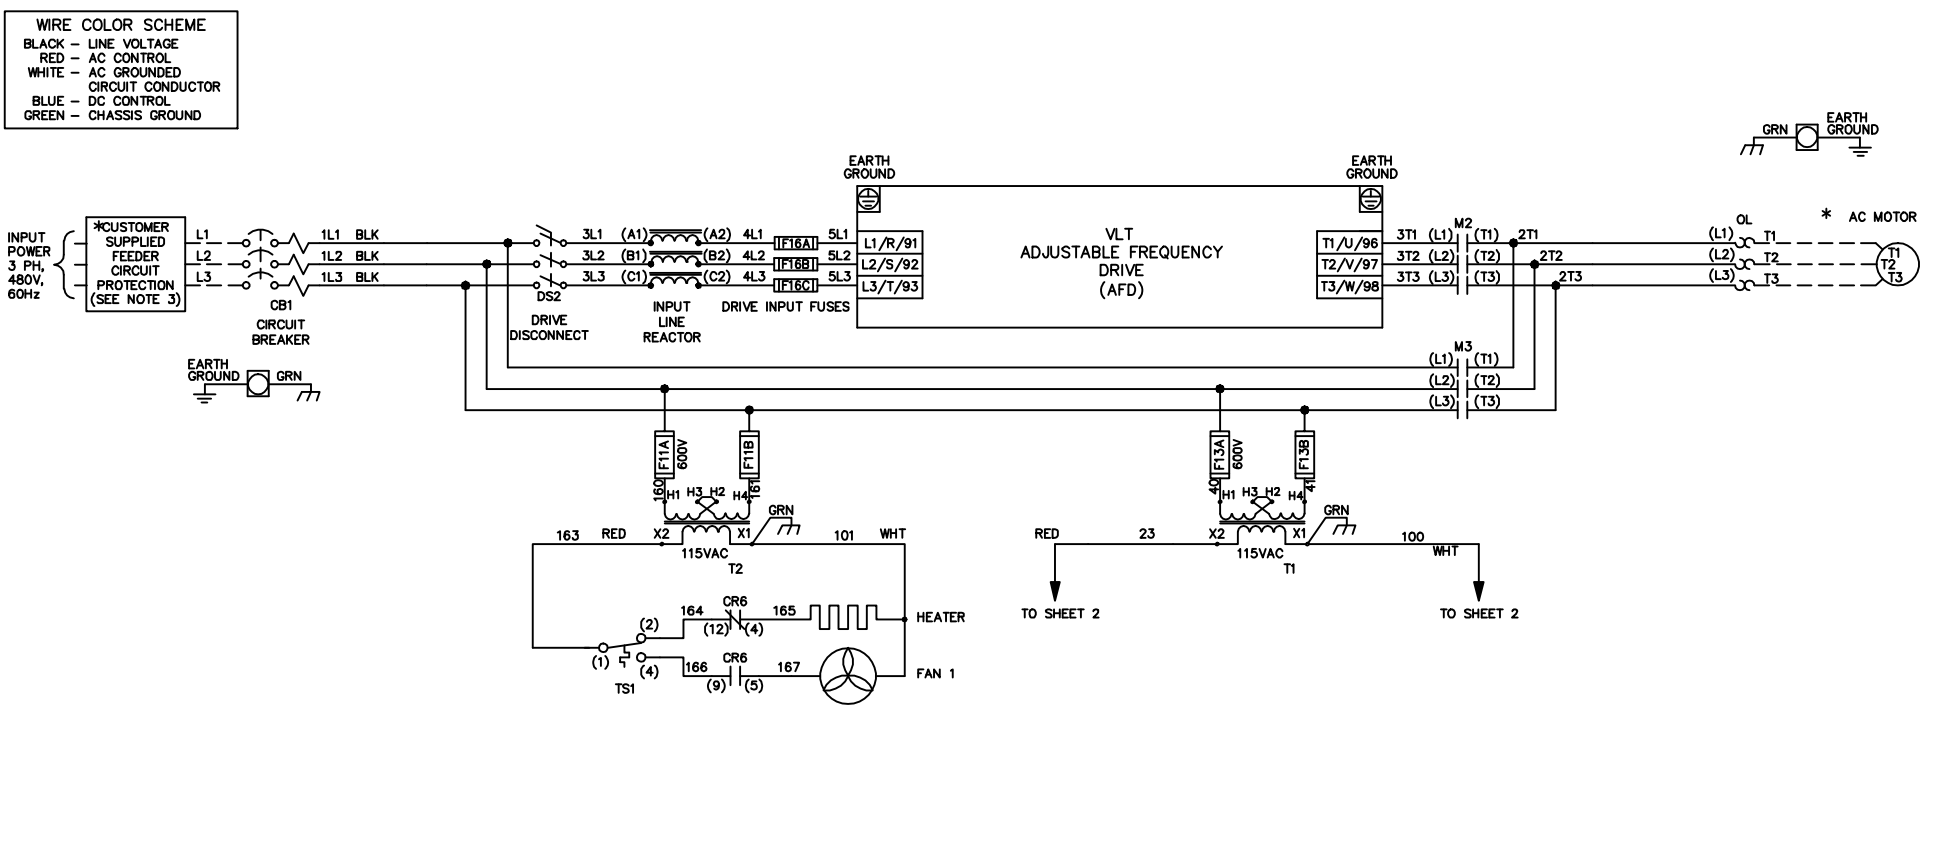 WIRE COLOR SCHEME
BLACK – LINE VOLTAGE
RED – AC CONTROL
WHITE – AC GROUNDED
CIRCUIT CONDUCTOR
BLUE – DC CONTROL
GREEN – CHASSIS GROUND
GRN
EARTH
GROUND
EARTH
GROUND
EARTH
GROUND
INPUT
POWER
3 PH,
480V,
60Hz
*CUSTOMER
SUPPLIED
FEEDER
CIRCUIT
PROTECTION
(SEE NOTE 3)
L1
L2
L3
CB1
CIRCUIT
BREAKER
1L1 BLK
1L2 BLK
1L3 BLK
DS2
DRIVE
DISCONNECT
3L1 (A1) (A2) 4L1 F16A 5L1 L1/R/91
3L2 (B1) (B2) 4L2 F16B 5L2 L2/S/92
3L3 (C1) (C2) 4L3 F16C 5L3 L3/T/93
INPUT
LINE
REACTOR
DRIVE INPUT FUSES
VLT
ADJUSTABLE FREQUENCY
DRIVE
(AFD)
M2
T1/U/96 3T1 (L1) (T1) 2T1
T2/V/97 3T2 (L2) (T2) 2T2
T3/W/98 3T3 (L3) (T3) 2T3
OL
(L1) T1
(L2) T2
(L3) T3
* AC MOTOR
T1
T2
T3
M3
(L1) (T1)
(L2) (T2)
(L3) (T3)
EARTH
GROUND
GRN
F11A
600V
F11B
160
161
H1 H3 H2 H4
GRN
163 RED X2 X1 101 WHT
115VAC
T2
CR6
164 165
(12) (4)
HEATER
(2)
(1)
(4)
TS1
CR6
166 167
(9) (5)
FAN 1
F13A
600V
F13B
40
41
H1 H3 H2 H4
GRN
RED 23 X2 X1 100
WHT
115VAC
T1
TO SHEET 2
TO SHEET 2